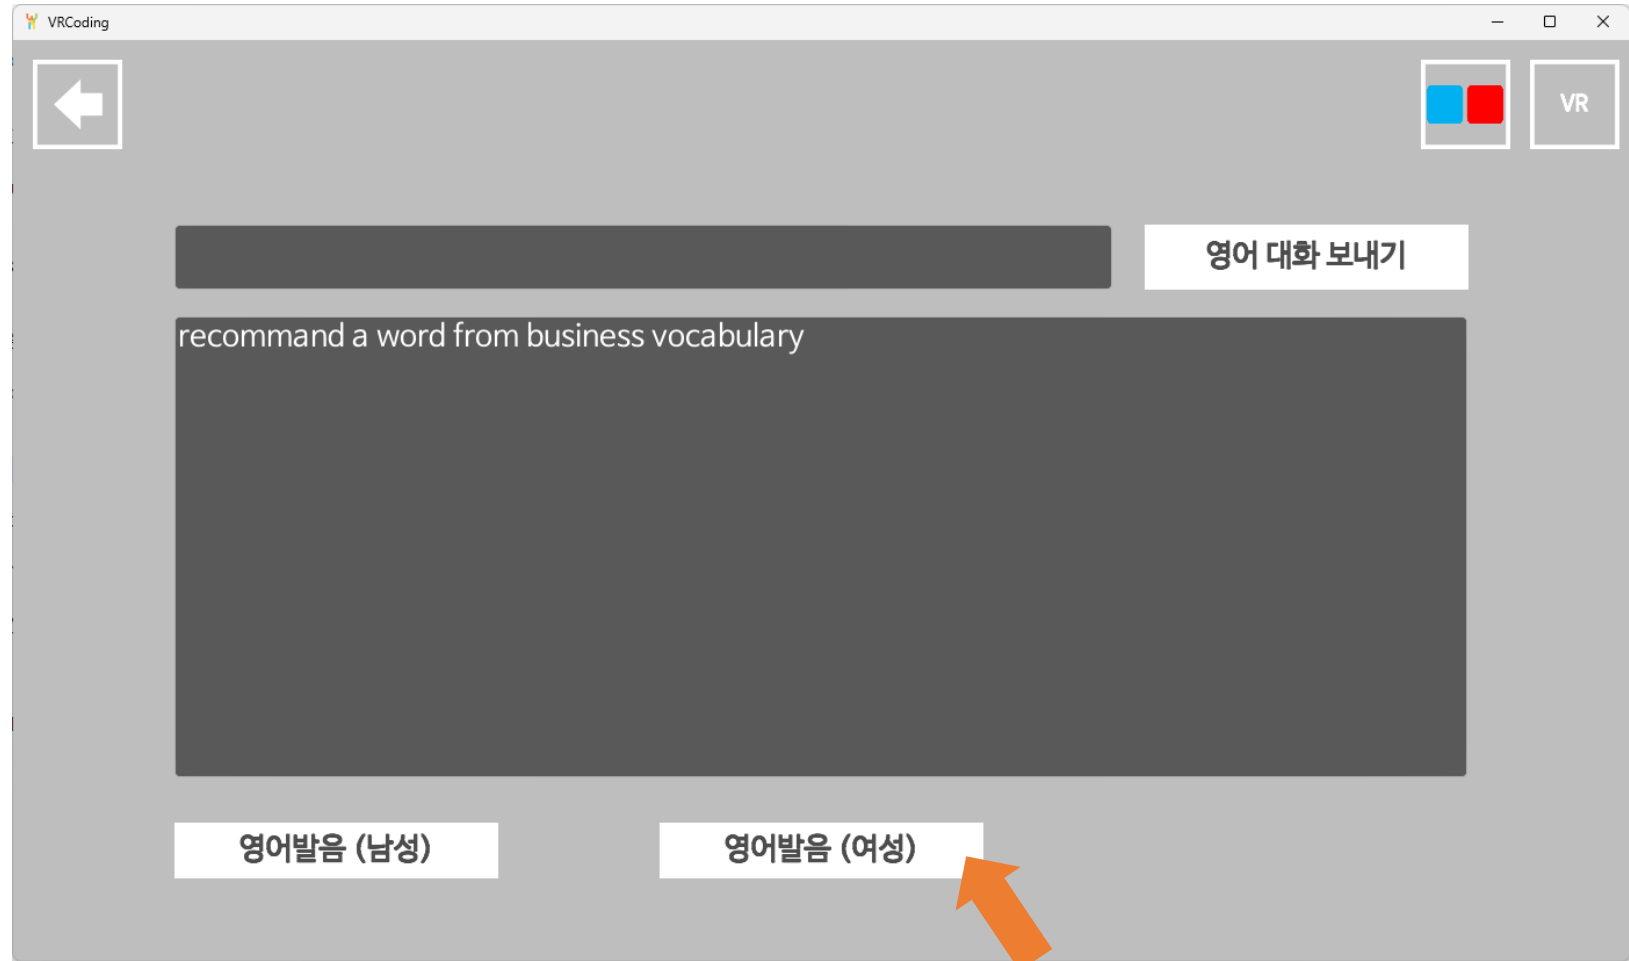 VRCoding
VR
영어 대화 보내기
recommand a word from business vocabulary
영어발음 (남성)
영어발음 (여성)